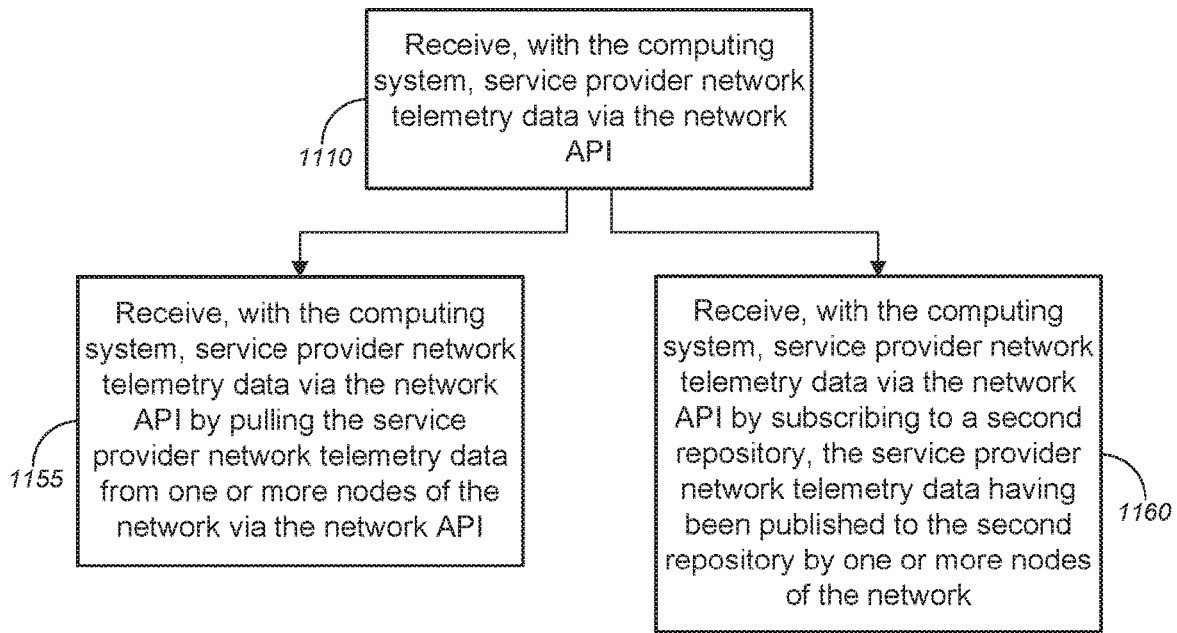 Receive, with the computing
system, service provider network
telemetry data via the network
API
1110
Receive, with the computing
system, service provider network
telemetry data via the network
API by pulling the service
provider network telemetry data
from one or more nodes of the
network via the network API
1155
Receive, with the computing
system, service provider network
telemetry data via the network
API by subscribing to a second
repository, the service provider
network telemetry data having
been published to the second
repository by one or more nodes
of the network
1160